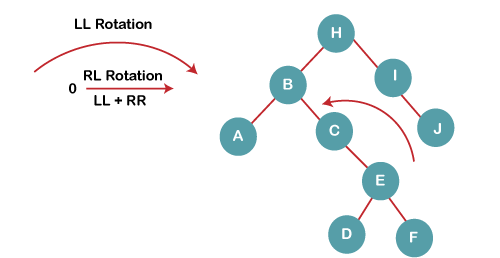 LL Rotation
0 RL Rotation
LL + RR
H
B
I
A
C
J
E
D
F